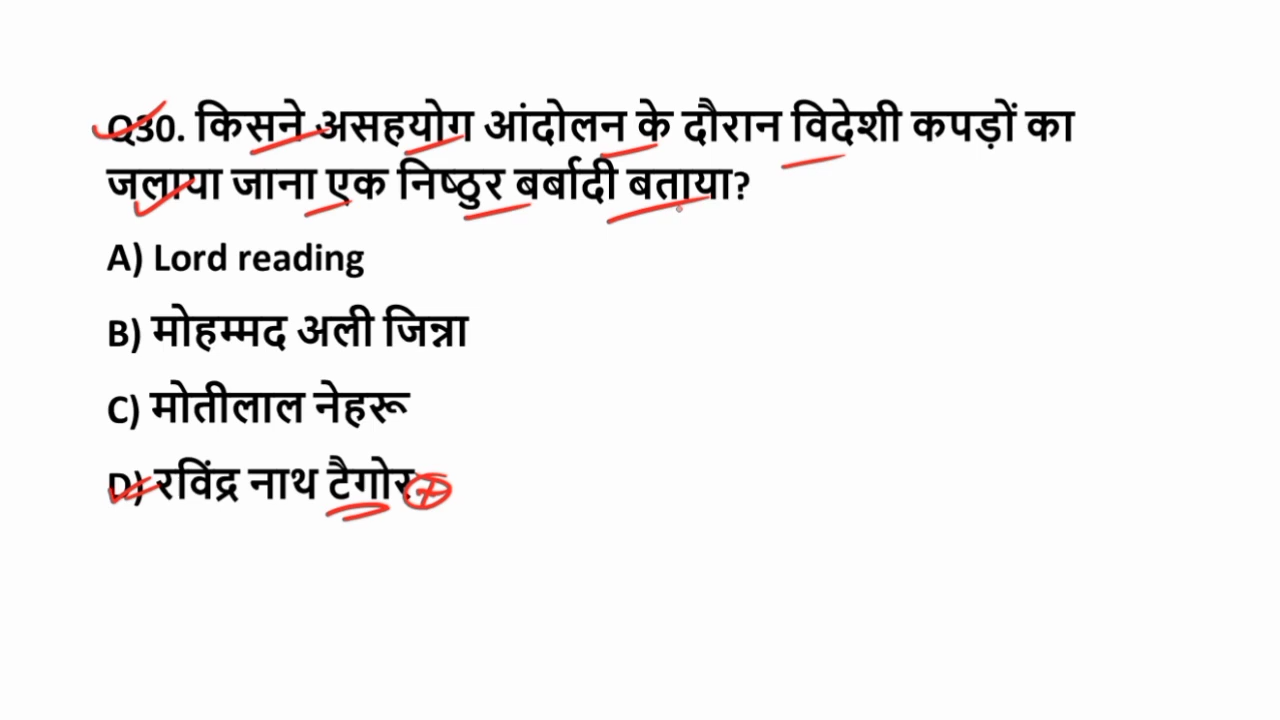 Q30. किसने असहयोग आंदोलन के दौरान विदेशी कपड़ों का
जलाया जाना एक निष्ठुर बर्बादी बताया?
A) Lord reading
B) मोहम्मद अली जिन्ना
C) मोतीलाल नेहरू
D) रविंद्र नाथ टैगोर